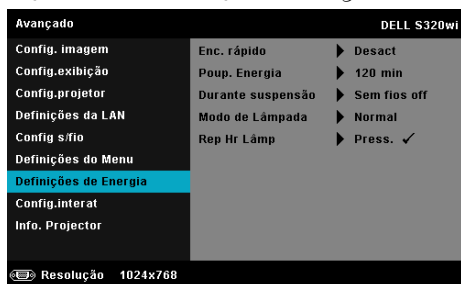 Avançado DELL S320wi
Config. imagem
Config.exibição
Config.projetor
Definições da LAN
Config s/fio
Definições do Menu
Definições de Energia
Config.interat
Info. Projector
Enc. rápido Desact
Poup. Energia 120 min
Durante suspensão Sem fios off
Modo de Lâmpada Normal
Rep Hr Lâmp Press. ✓
Resolução 1024x768